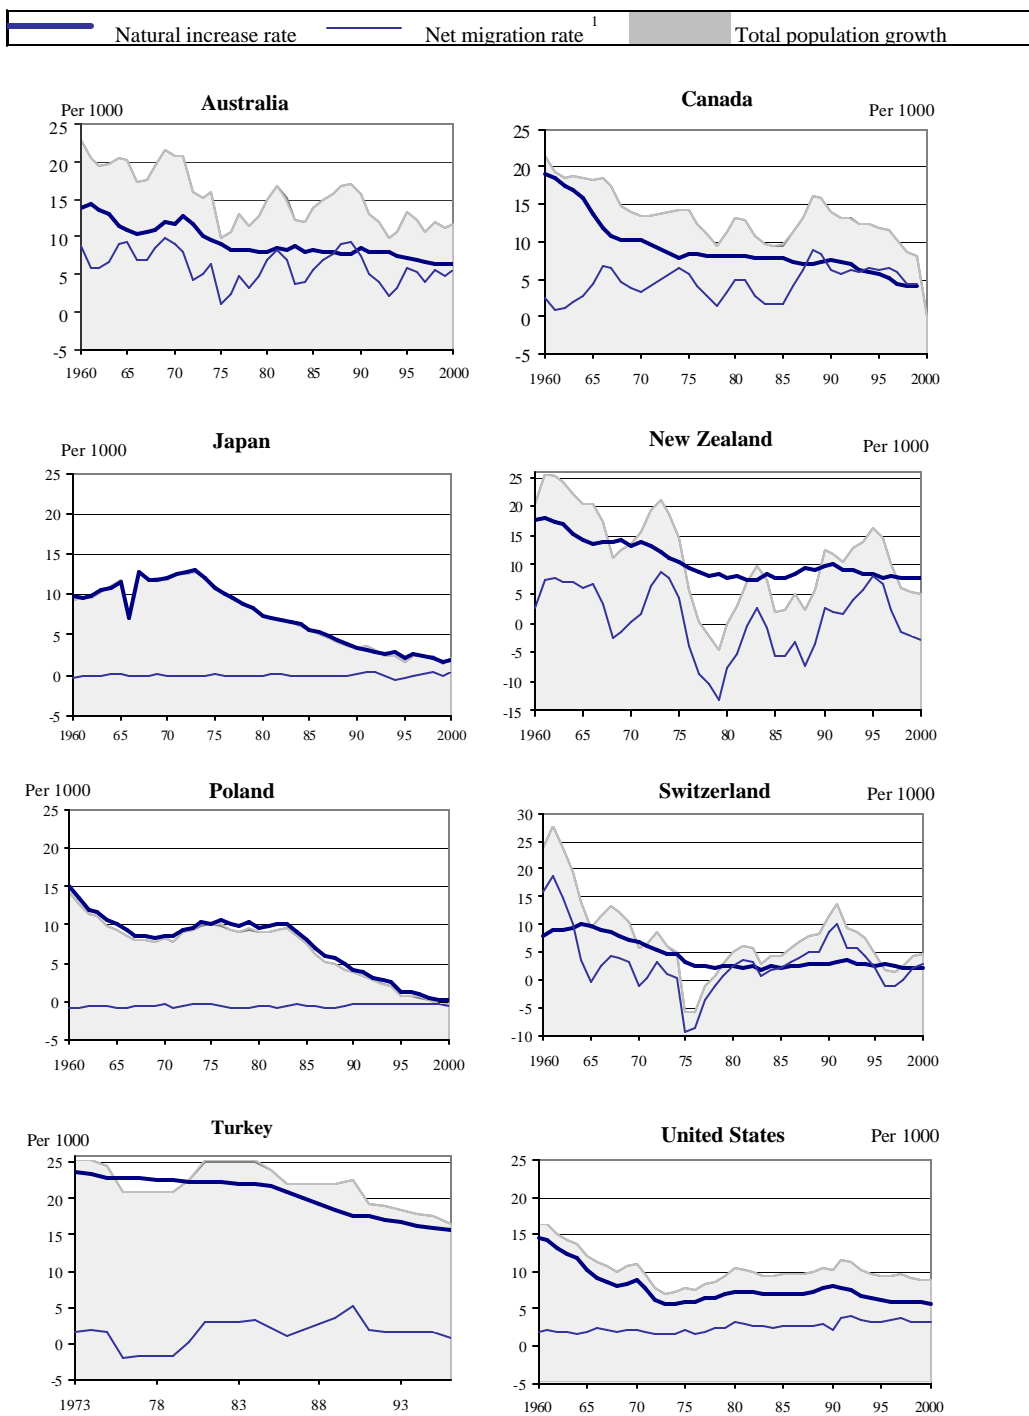 Natural increase rate Net migration rate 1 Total population growth
Australia Canada
Per 1000 Per 1000
25 25
20 20
15 15
10 10
5 5
0 0
-5 -5
1960 65 70 75 80 85 90 95 2000 1960 65 70 75 80 85 90 95 2000
Japan New Zealand
Per 1000 Per 1000
25 25
20 20
15 15
10 10
5 5
0 0
-5 -5
-10
-15
1960 65 70 75 80 85 90 95 2000 1960 65 70 75 80 85 90 95 2000
Per 1000 Poland Switzerland Per 1000
25 30
20 25
15 20
10 15
5 10
0 5
-5 0
-5
-10
1960 65 70 75 80 85 90 95 2000 1960 65 70 75 80 85 90 95 2000
Turkey United States
Per 1000 Per 1000
25 25
20 20
15 15
10 10
5 5
0 0
-5 -5
1973 78 83 88 93 1960 65 70 75 80 85 90 95 2000